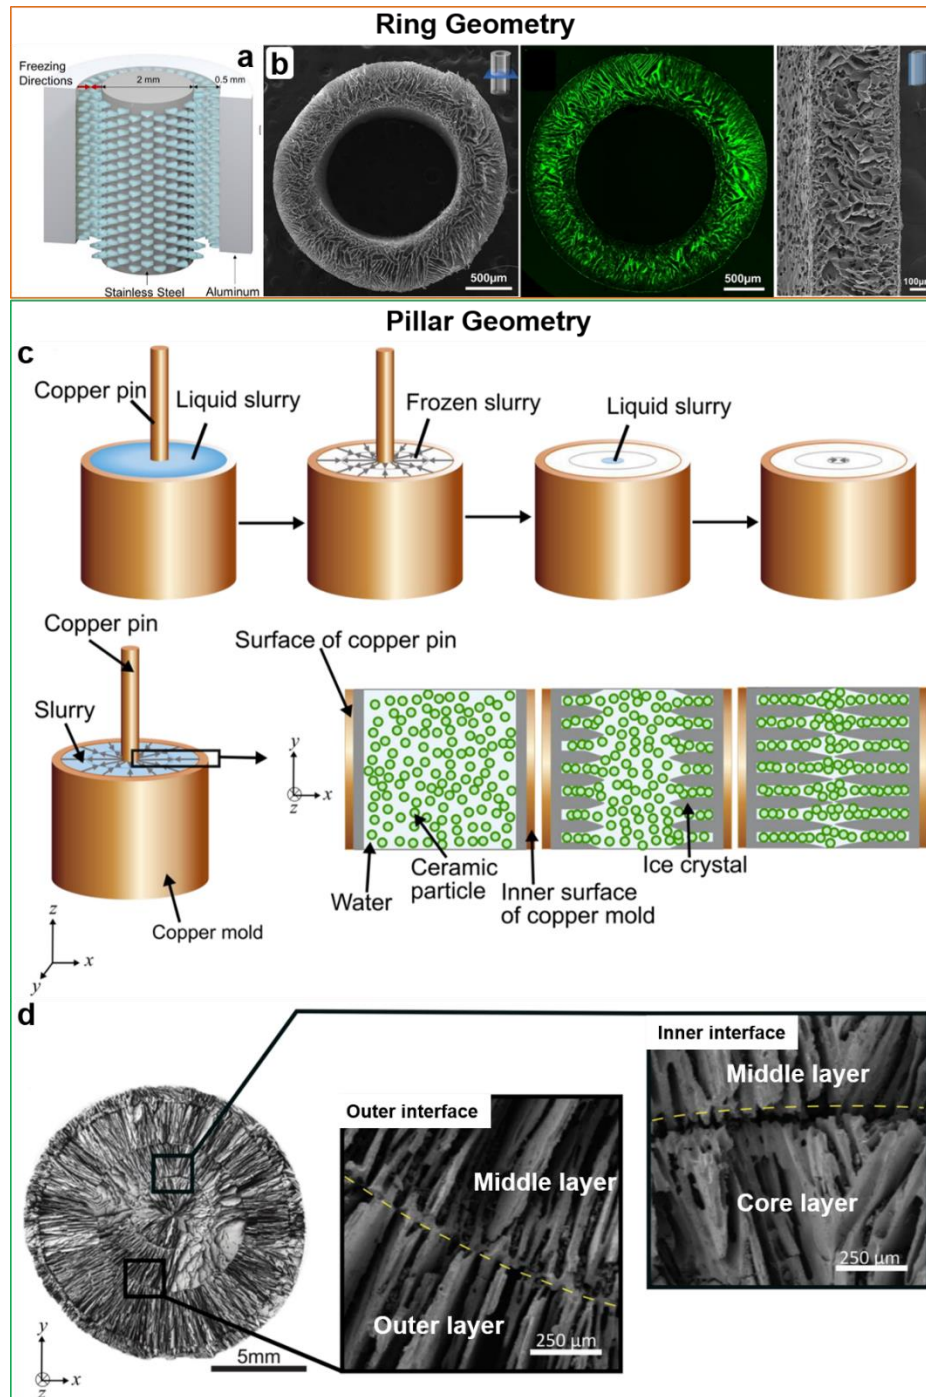 Ring Geometry
a
Freezing
Directions
2 mm
0.5 mm
Stainless Steel
Aluminum
b
500µm
500µm
100µm
Pillar Geometry
c
Copper pin
Liquid slurry
Frozen slurry
Liquid slurry
Copper pin
Slurry
Copper mold
z
x
y
Surface of copper pin
y
z
x
Water
Ceramic
particle
Inner surface
of copper mold
Ice crystal
d
y
z
x
5mm
Outer interface
Middle layer
Outer layer
250 µm
Inner interface
Middle layer
Core layer
250 µm